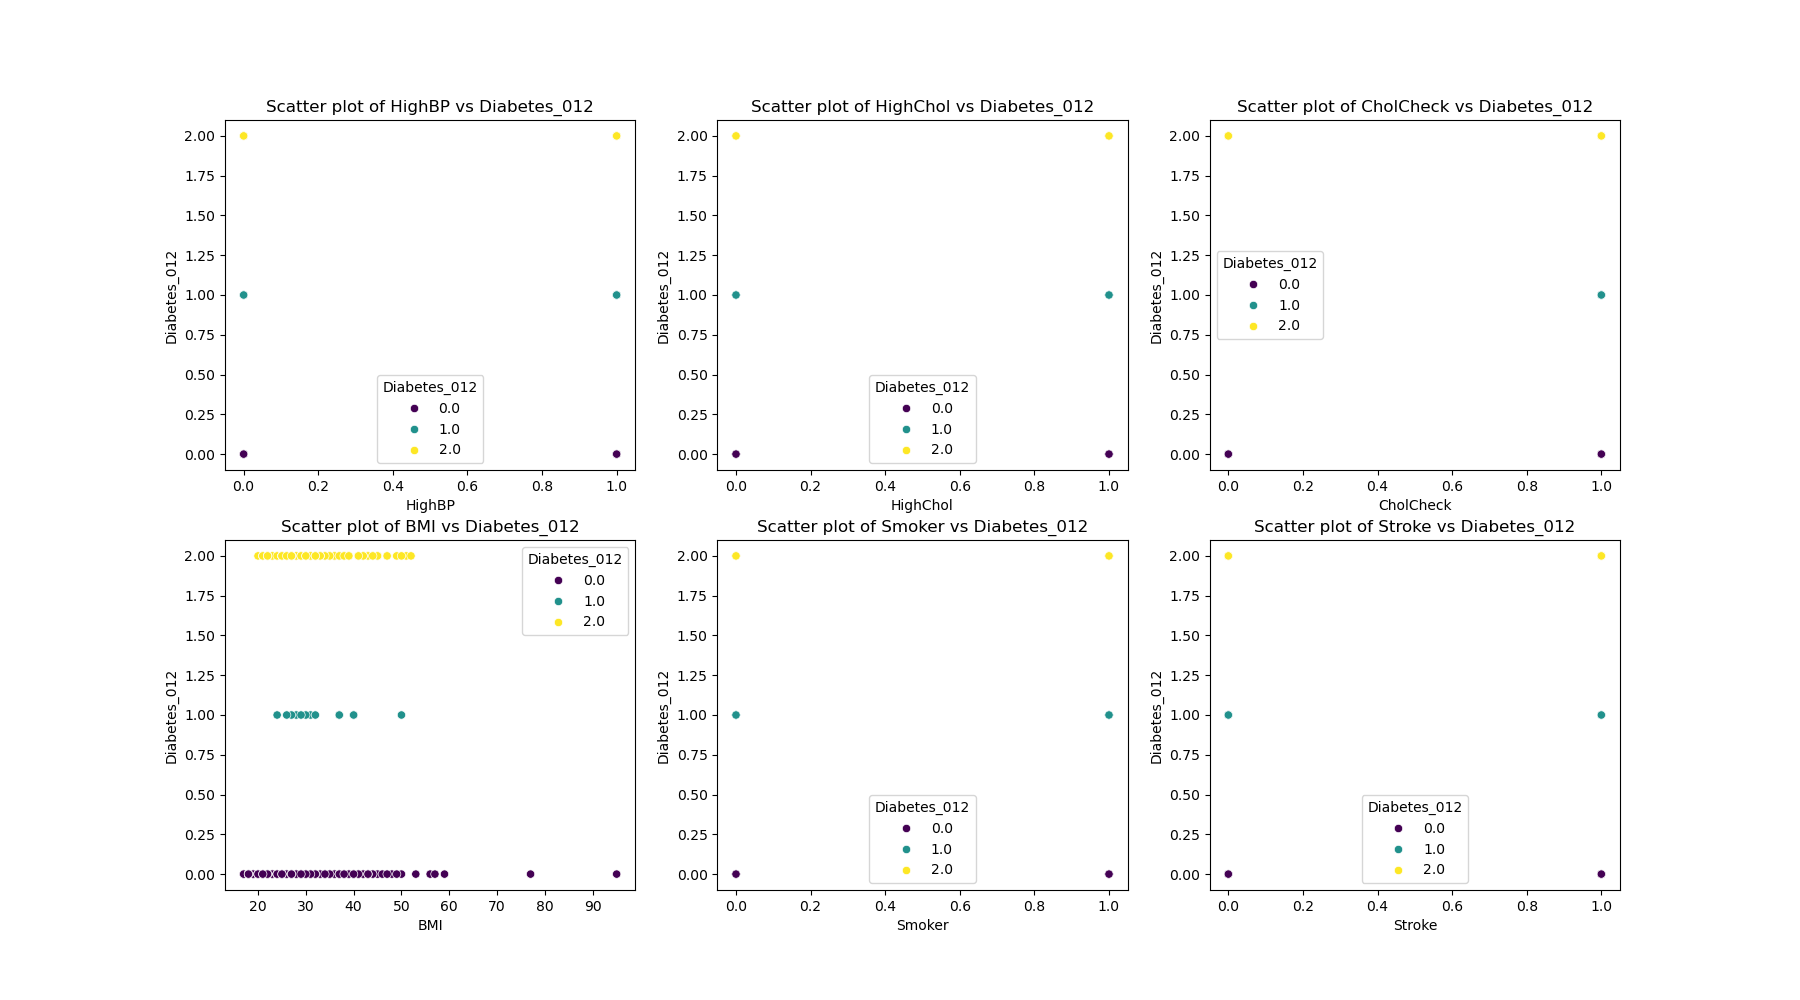 Scatter plot of HighBP vs Diabetes_012
2.00
1.75
1.50
1.25
1.00
0.75
0.50
0.25
0.00
Diabetes_012
Diabetes_012
0.0
1.0
2.0
0.0 0.2 0.4 0.6 0.8 1.0
HighBP
Scatter plot of HighChol vs Diabetes_012
2.00
1.75
1.50
1.25
1.00
0.75
0.50
0.25
0.00
Diabetes_012
Diabetes_012
0.0
1.0
2.0
0.0 0.2 0.4 0.6 0.8 1.0
HighChol
Scatter plot of CholCheck vs Diabetes_012
2.00
1.75
1.50
1.25
1.00
0.75
0.50
0.25
0.00
Diabetes_012
Diabetes_012
0.0
1.0
2.0
0.0 0.2 0.4 0.6 0.8 1.0
CholCheck
Scatter plot of BMI vs Diabetes_012
2.00
1.75
1.50
1.25
1.00
0.75
0.50
0.25
0.00
Diabetes_012
Diabetes_012
0.0
1.0
2.0
20 30 40 50 60 70 80 90
BMI
Scatter plot of Smoker vs Diabetes_012
2.00
1.75
1.50
1.25
1.00
0.75
0.50
0.25
0.00
Diabetes_012
Diabetes_012
0.0
1.0
2.0
0.0 0.2 0.4 0.6 0.8 1.0
Smoker
Scatter plot of Stroke vs Diabetes_012
2.00
1.75
1.50
1.25
1.00
0.75
0.50
0.25
0.00
Diabetes_012
Diabetes_012
0.0
1.0
2.0
0.0 0.2 0.4 0.6 0.8 1.0
Stroke